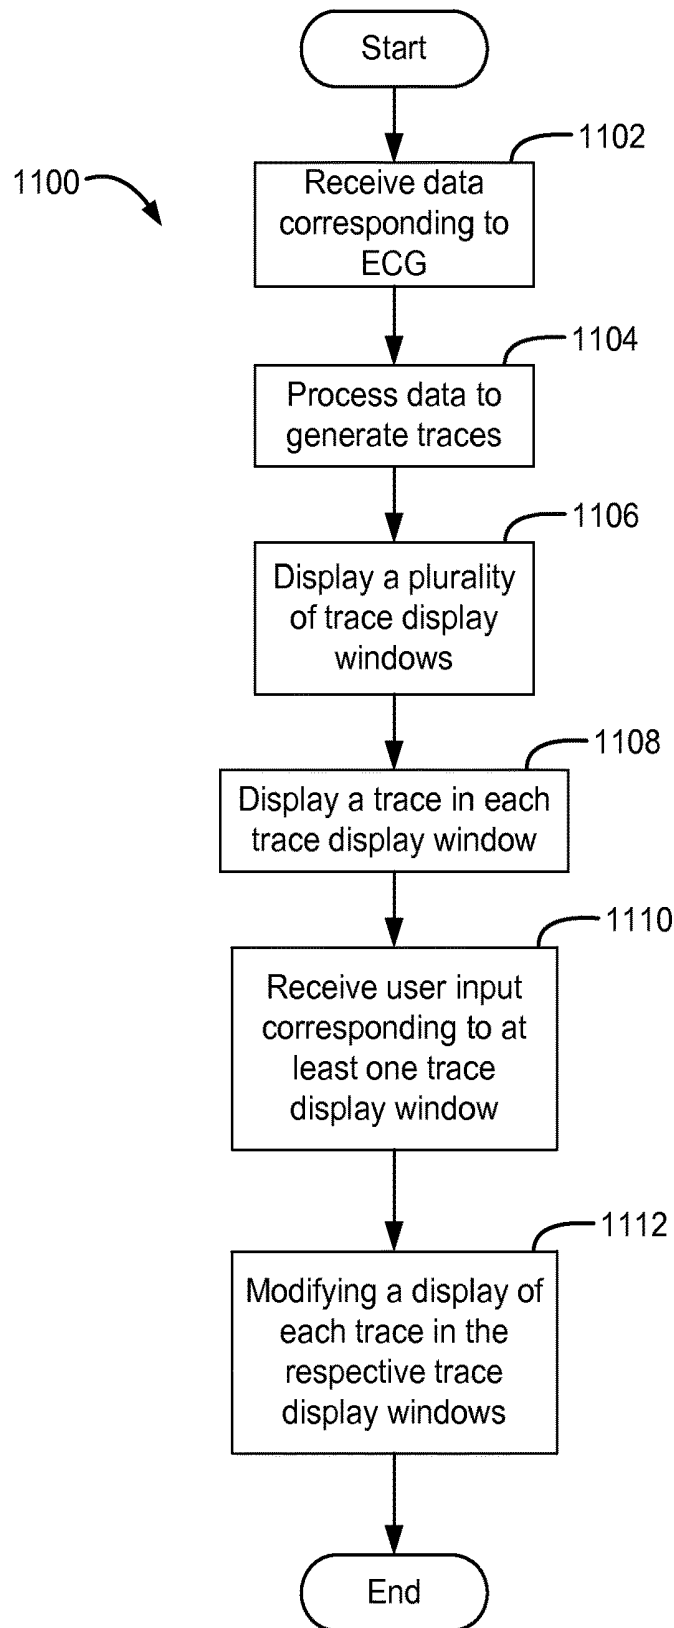 Start
1102
1100
Receive data
corresponding to
ECG
1104
Process data to
generate traces
1106
Display a plurality
of trace display
windows
1108
Display a trace in each
trace display window
1110
Receive user input
corresponding to at
least one trace
display window
1112
Modifying a display of
each trace in the
respective trace
display windows
End